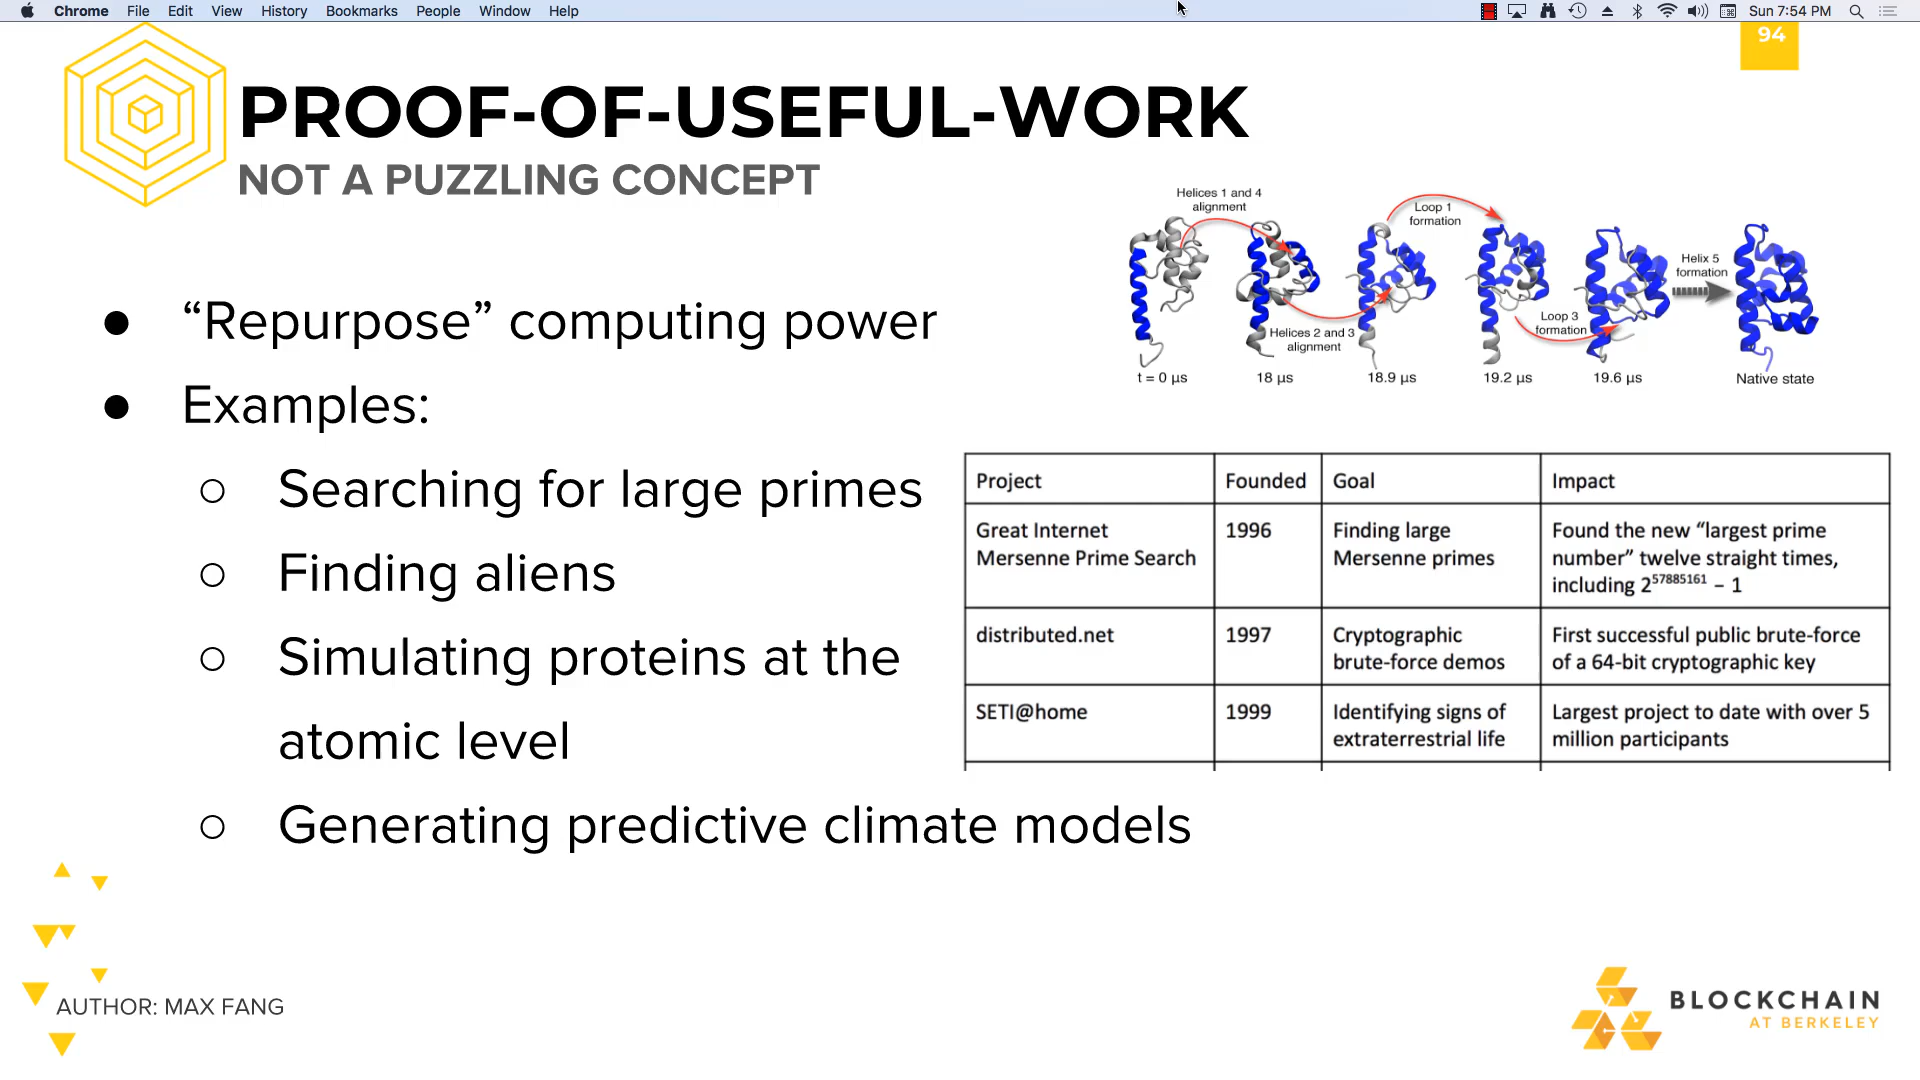 Chrome File Edit View History Bookmarks People Window Help Sun 7:54 PM
94
PROOF-OF-USEFUL-WORK
NOT A PUZZLING CONCEPT
Helices 1 and 4
alignment
Loop 1
formation
Helix 5
formation
Helices 2 and 3
alignment
Loop 3
formation
t = 0 μs 18 μs 18.9 μs 19.2 μs 19.6 μs Native state
● “Repurpose” computing power
● Examples:
○ Searching for large primes
○ Finding aliens
○ Simulating proteins at the
atomic level
○ Generating predictive climate models
Project Founded Goal Impact
Great Internet
Mersenne Prime Search
1996
Finding large
Mersenne primes
Found the new “largest prime
number” twelve straight times,
including 2^57885161 – 1
distributed.net
1997
Cryptographic
brute-force demos
First successful public brute-force
of a 64-bit cryptographic key
SETI@home
1999
Identifying signs of
extraterrestrial life
Largest project to date with over 5
million participants
AUTHOR: MAX FANG
BLOCKCHAIN
AT BERKELEY